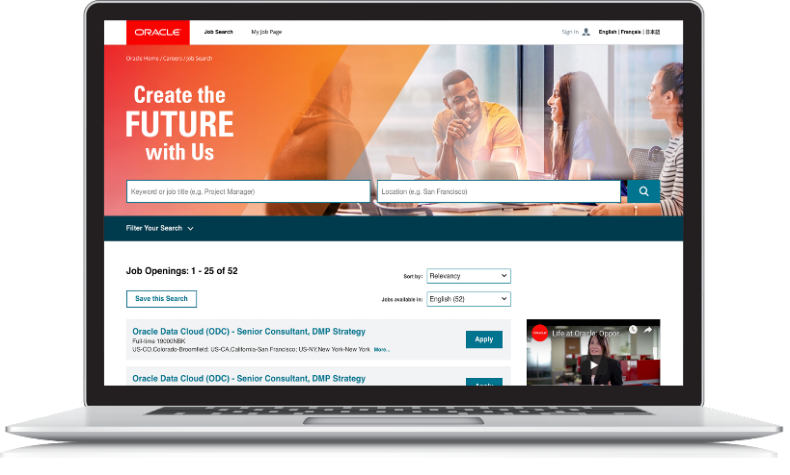 ORACLE Job Search My Job Page Sign In English | Français | 日本語
Oracle Home / Careers / Job Search
Create the
FUTURE
with Us
Keyword or job title (e.g. Project Manager) Location (e.g. San Francisco)
Filter Your Search
Job Openings: 1 - 25 of 52
Sort by: Relevancy
Save this Search Jobs available in: English (52)
Oracle Data Cloud (ODC) - Senior Consultant, DMP Strategy
Full-time 19000NBK
US-CO,Colorado-Broomfield; US-CA,California-San Francisco; US-NY,New York-New York More...
Apply
ORACLE Life at Oracle: Oppor
Oracle Data Cloud (ODC) - Senior Consultant, DMP Strategy
Apply